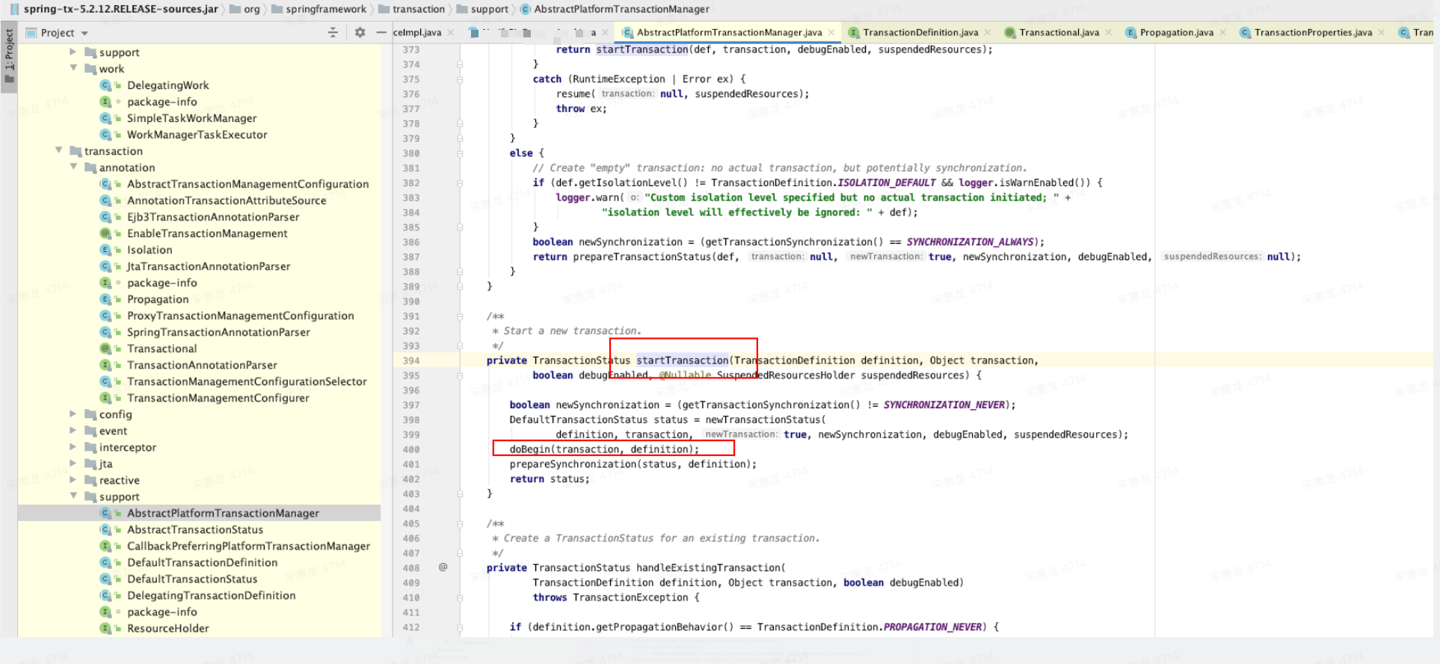 spring-tx-5.2.12.RELEASE-sources.jar org springframework transaction support AbstractPlatformTransactionManager
Project ceImpl.java a AbstractPlatformTransactionManager.java TransactionDefinition.java Transactional.java Propagation.java TransactionProperties.java Tran
1: Project
support
work
DelegatingWork
package-info
SimpleTaskWorkManager
WorkManagerTaskExecutor
transaction
annotation
AbstractTransactionManagementConfiguration
AnnotationTransactionAttributeSource
Ejb3TransactionAnnotationParser
EnableTransactionManagement
Isolation
JtaTransactionAnnotationParser
package-info
Propagation
ProxyTransactionManagementConfiguration
SpringTransactionAnnotationParser
Transactional
TransactionAnnotationParser
TransactionManagementConfigurationSelector
TransactionManagementConfigurer
config
event
interceptor
jta
reactive
support
AbstractPlatformTransactionManager
AbstractTransactionStatus
CallbackPreferringPlatformTransactionManager
DefaultTransactionDefinition
DefaultTransactionStatus
DelegatingTransactionDefinition
package-info
ResourceHolder
373 return startTransaction(def, transaction, debugEnabled, suspendedResources);
374 }
375 catch (RuntimeException | Error ex) {
376 resume( transaction: null, suspendedResources);
377 throw ex;
378 }
379 }
380 else {
381 // Create "empty" transaction: no actual transaction, but potentially synchronization.
382 if (def.getIsolationLevel() != TransactionDefinition.ISOLATION_DEFAULT && logger.isWarnEnabled()) {
383 logger.warn( o: "Custom isolation level specified but no actual transaction initiated; " +
384 "isolation level will effectively be ignored: " + def);
385 }
386 boolean newSynchronization = (getTransactionSynchronization() == SYNCHRONIZATION_ALWAYS);
387 return prepareTransactionStatus(def, transaction: null, newTransaction: true, newSynchronization, debugEnabled, suspendedResources: null);
388 }
389 }
390
391 /**
392 * Start a new transaction.
393 */
394 private TransactionStatus startTransaction(TransactionDefinition definition, Object transaction,
395 boolean debugEnabled, @Nullable SuspendedResourcesHolder suspendedResources) {
396
397 boolean newSynchronization = (getTransactionSynchronization() != SYNCHRONIZATION_NEVER);
398 DefaultTransactionStatus status = newTransactionStatus(
399 definition, transaction, newTransaction: true, newSynchronization, debugEnabled, suspendedResources);
400 doBegin(transaction, definition);
401 prepareSynchronization(status, definition);
402 return status;
403 }
404
405 /**
406 * Create a TransactionStatus for an existing transaction.
407 */
408 @ private TransactionStatus handleExistingTransaction(
409 TransactionDefinition definition, Object transaction, boolean debugEnabled)
410 throws TransactionException {
411
412 if (definition.getPropagationBehavior() == TransactionDefinition.PROPAGATION_NEVER) {